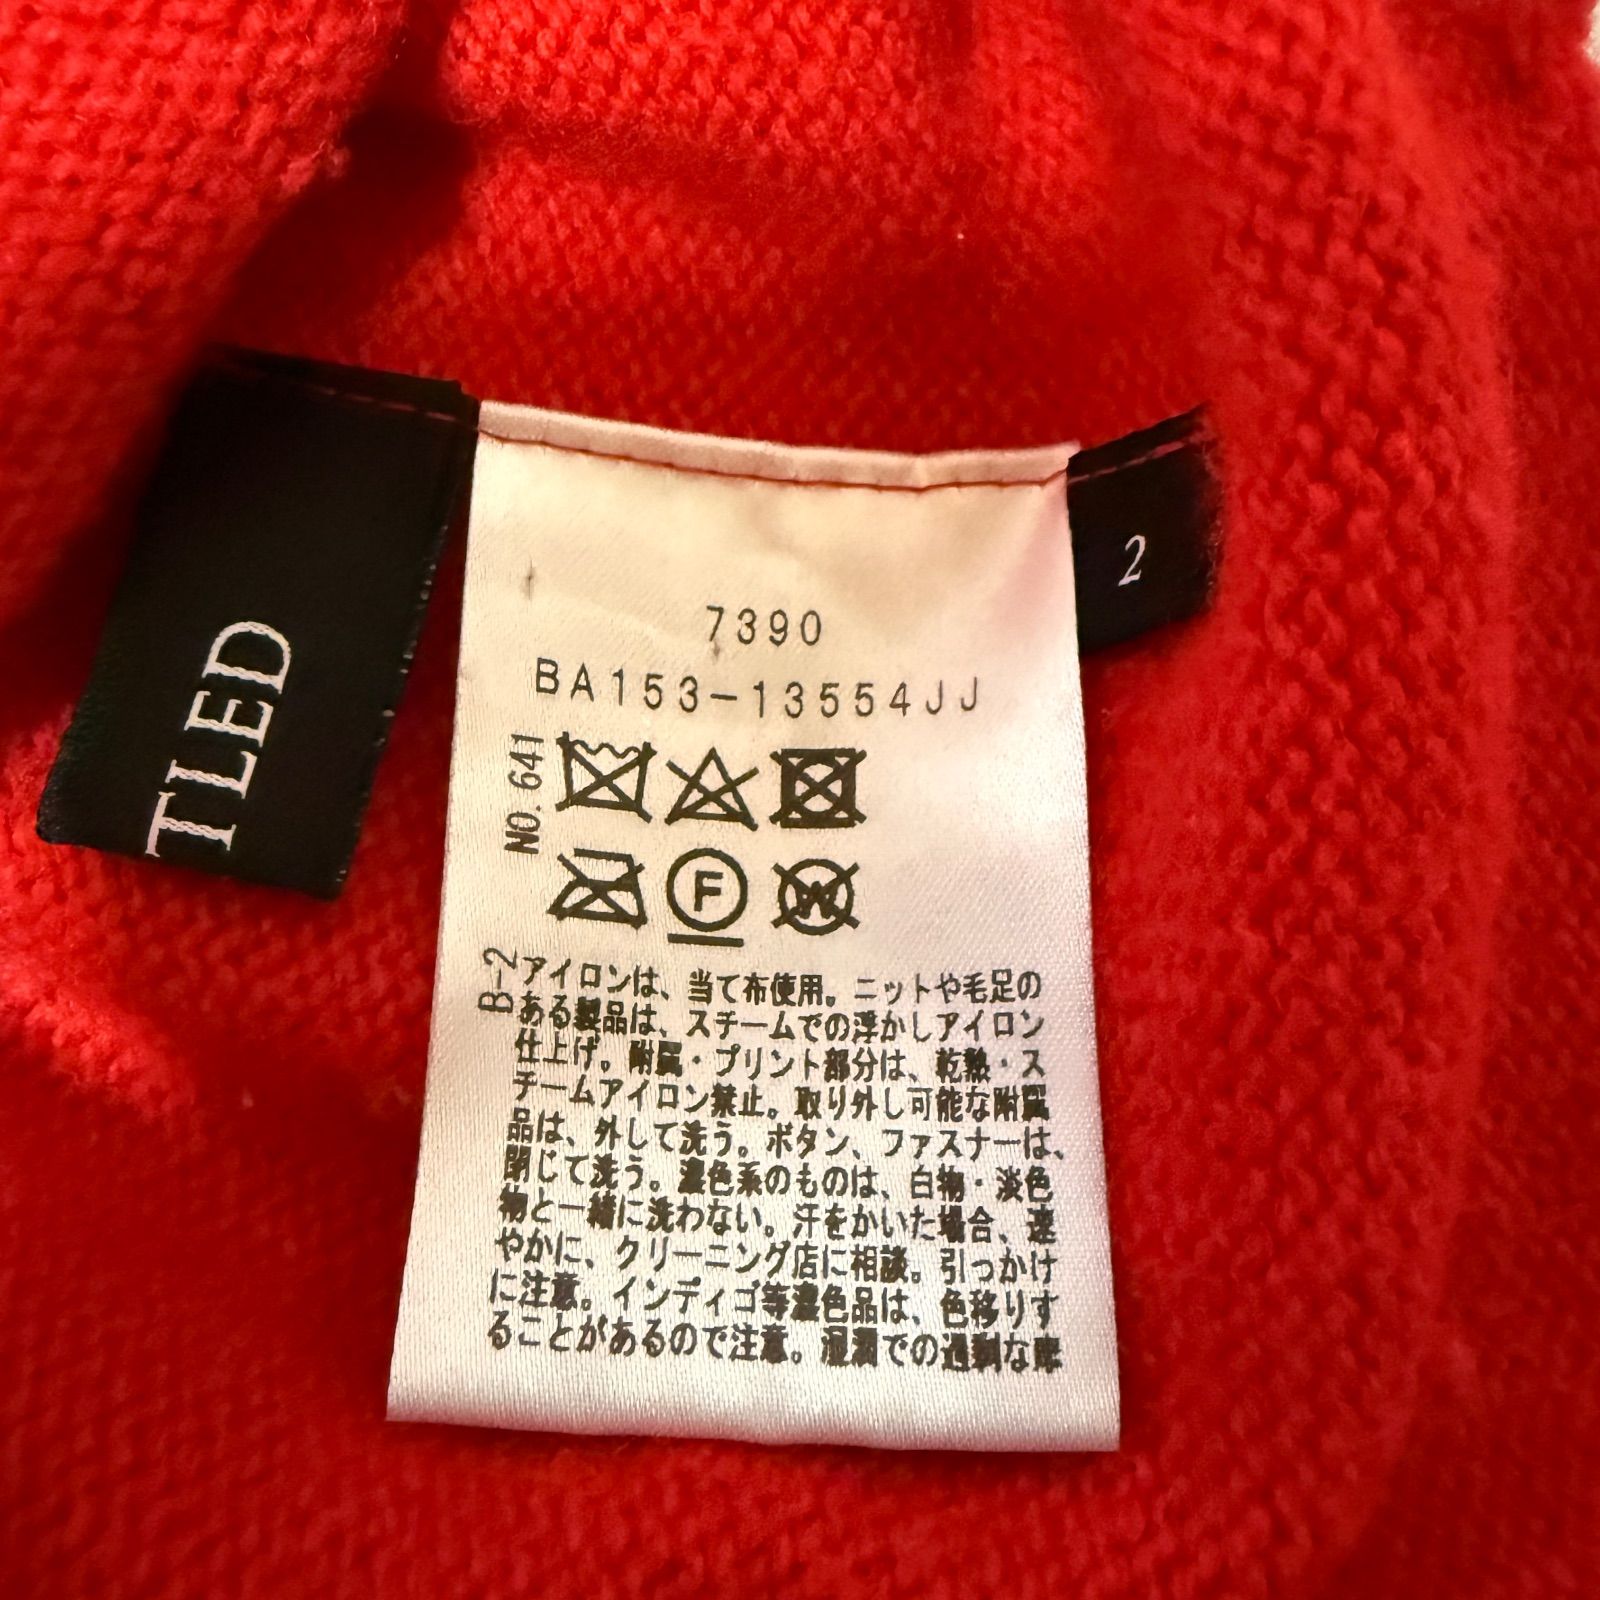 TLED
2
7390
BA153-13554JJ
NO.641
F
W
B-2
アイロンは、当て布使用。ニットや毛足の
ある製品は、スチームでの浮かしアイロン
仕上げ。附属・プリント部分は、乾熱・ス
チームアイロン禁止。取り外し可能な附属
品は、外して洗う。ボタン、ファスナーは、
閉じて洗う。濃色系のものは、白物・淡色
物と一緒に洗わない。汗をかいた場合、速
やかに、クリーニング店に相談。引っかけ
に注意。インディゴ等濃色品は、色移りす
ることがあるので注意。湿潤での過剰な摩